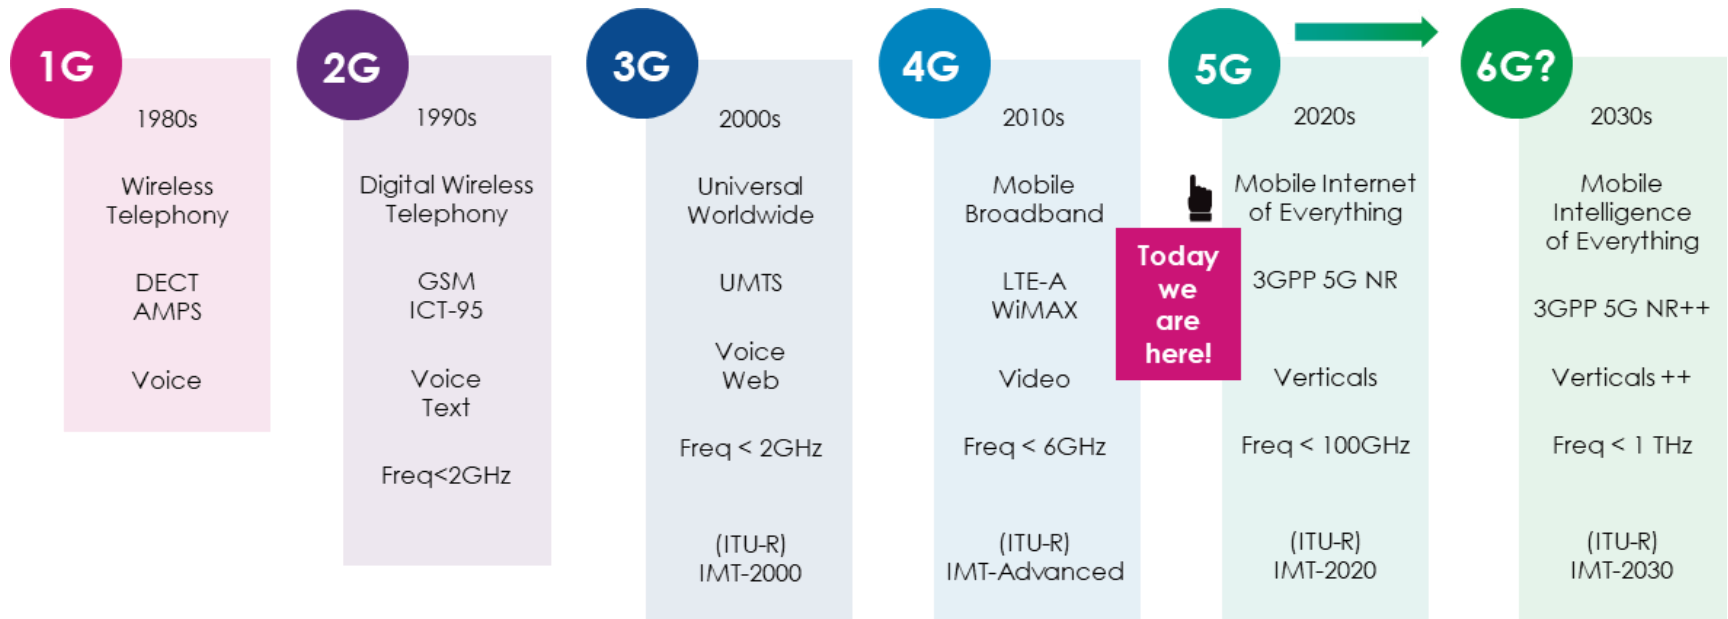 1G
1980s
Wireless
Telephony
DECT
AMPS
Voice
2G
1990s
Digital Wireless
Telephony
GSM
ICT-95
Voice
Text
Freq<2GHz
3G
2000s
Universal
Worldwide
UMTS
Voice
Web
Freq < 2GHz
(ITU-R)
IMT-2000
4G
2010s
Mobile
Broadband
LTE-A
WiMAX
Video
Freq < 6GHz
(ITU-R)
IMT-Advanced
Today
we
are
here!
5G
2020s
Mobile Internet
of Everything
3GPP 5G NR
Verticals
Freq < 100GHz
(ITU-R)
IMT-2020
6G?
2030s
Mobile
Intelligence
of Everything
3GPP 5G NR++
Verticals ++
Freq < 1 THz
(ITU-R)
IMT-2030